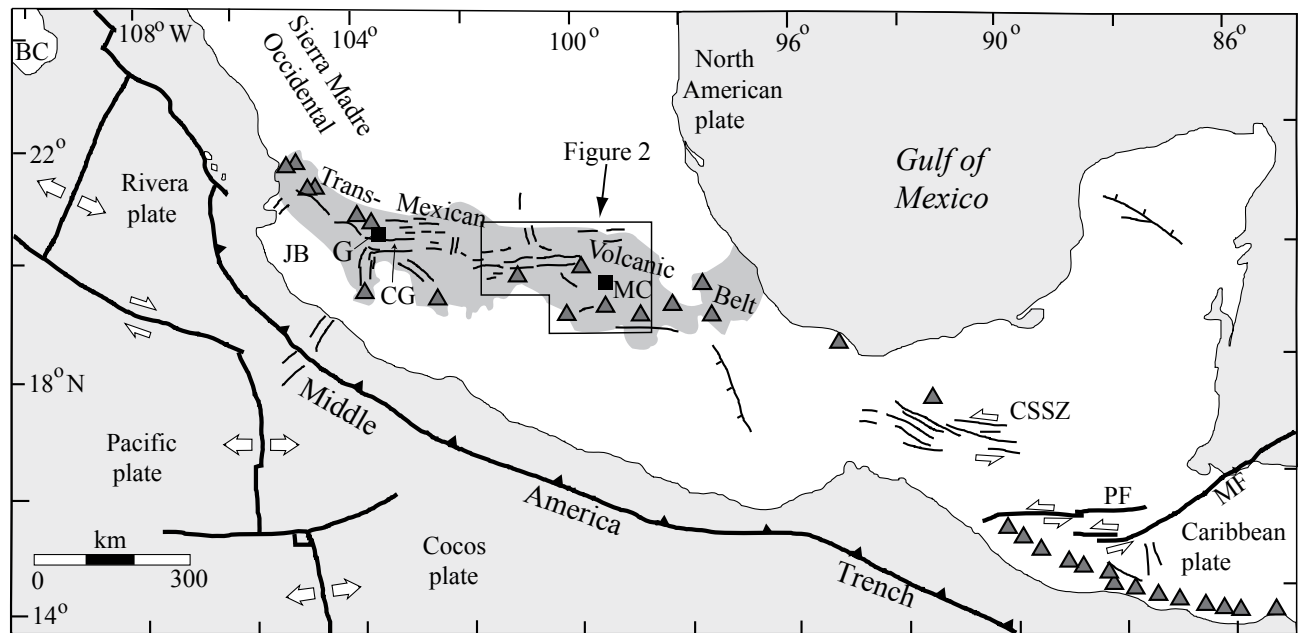 108° W
104°
100°
96°
90°
86°
BC
Sierra Madre
Occidental
North
American
plate
22°
Rivera
plate
Figure 2
Gulf of
Mexico
Trans-
Mexican
Volcanic
Belt
JB
G
CG
MC
18° N
Middle
America
Trench
CSSZ
Pacific
plate
PF
MF
Caribbean
plate
Cocos
plate
km
0 300
14°